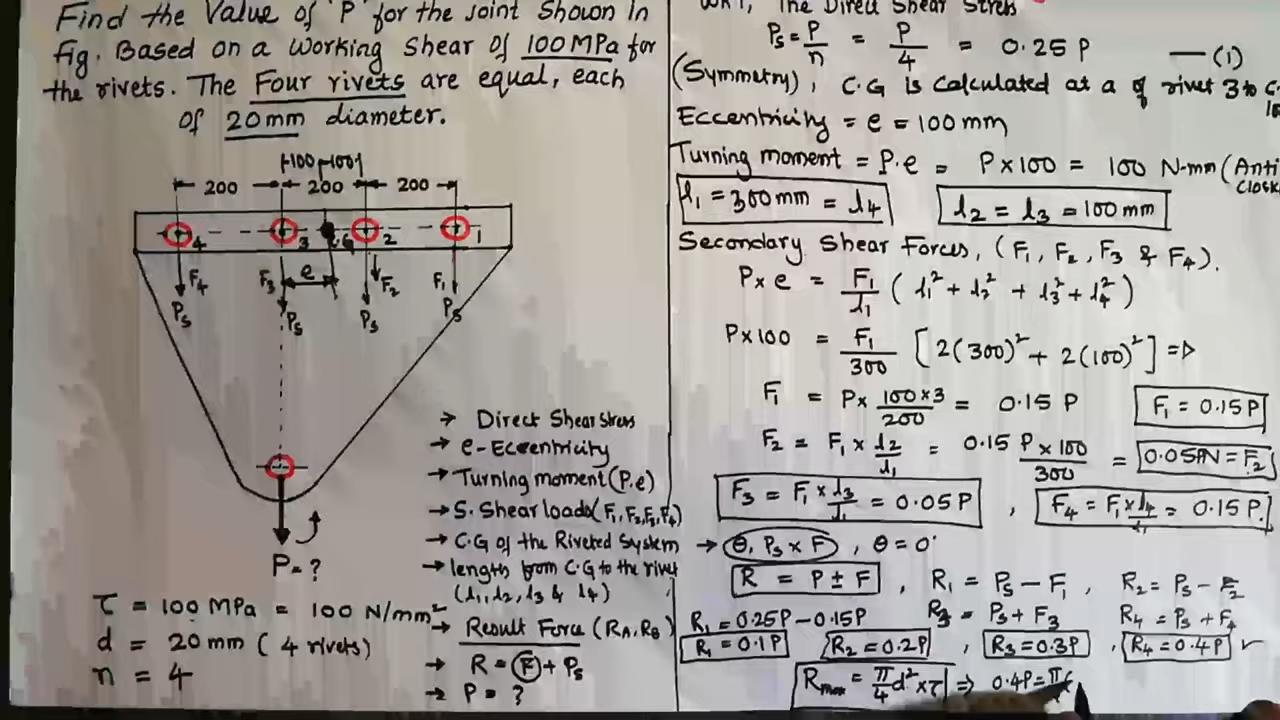 Find the Value of 'P' for the Joint Shown in
fig. Based on a Working Shear of 100 MPa for
the rivets. The Four rivets are equal, each
of 20mm diameter.
100 100
200 200 200
4 3 CG 2 1
F4 F3 e F2 F1
Ps Ps Ps Ps
P = ?
τ = 100 MPa = 100 N/mm²
d = 20 mm ( 4 rivets)
n = 4
→ Direct Shear Stress
→ e-Eccentricity
→ Turning moment (P.e)
→ S. Shear loads (F1, F2, F3, F4)
→ C.G of the Riveted System
→ length from C.G to the rivet
(l1, l2, l3 & l4)
→ Result Force (RA, RB)
→ R = F + Ps
→ P = ?
The Direct Shear Stress
Ps = P/n = P/4 = 0.25 P — (1)
(Symmetry), C.G is Calculated at a of rivet 3 to
Eccentricity = e = 100 mm
Turning moment = P.e = P x 100 = 100 N-mm (Anti
Clock
l1 = 300 mm = l4 l2 = l3 = 100 mm
Secondary Shear Forces, (F1, F2, F3 & F4).
P x e = F1/l1 ( l1² + l2² + l3² + l4² )
P x 100 = F1/300 [ 2(300)² + 2(100)² ] =>
F1 = P x 100 x 3/200 = 0.15 P F1 = 0.15 P
F2 = F1 x l2/l1 = 0.15 P x 100/300 = 0.05PN = F2
F3 = F1 x l3/l1 = 0.05 P , F4 = F1 x l4/l1 = 0.15 P.
→ θ, Ps x F , θ = 0°
R = P ± F , R1 = Ps − F1 , R2 = Ps − F2
R1 = 0.25P − 0.15P R3 = Ps + F3 R4 = Ps + F4
R1 = 0.1P R2 = 0.2P , R3 = 0.3P , R4 = 0.4P ✓
Rmax = π/4 d² x τ => 0.4P = π/4